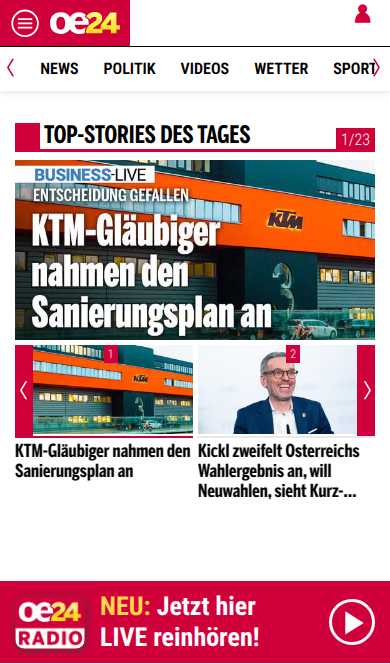 oe24
NEWS POLITIK VIDEOS WETTER SPORT
TOP-STORIES DES TAGES
1/23
BUSINESS-LIVE
ENTSCHEIDUNG GEFALLEN
KTM
KTM-Gläubiger
nahmen den
Sanierungsplan an
3
1
KTM
2
KTM-Gläubiger nahmen den
Sanierungsplan an
Kickl zweifelt Österreichs
Wahlergebnis an, will
Neuwahlen, sieht Kurz-...
oe24
RADIO
NEU: Jetzt hier
LIVE reinhören!